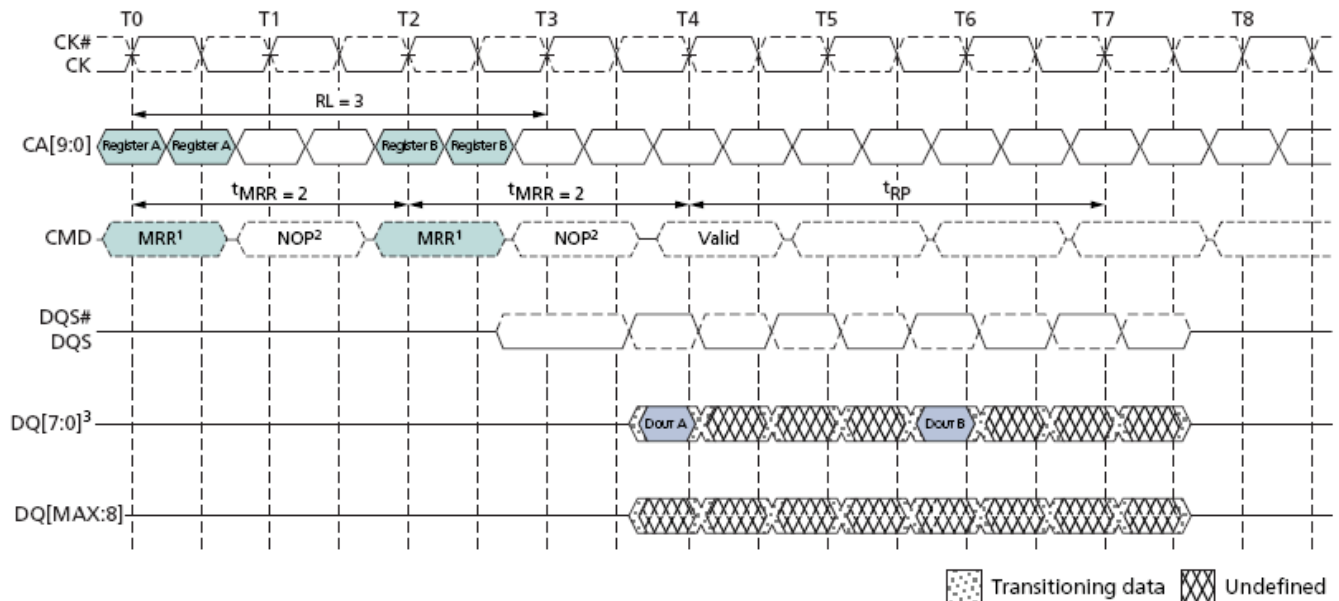 T0 T1 T2 T3 T4 T5 T6 T7 T8
CK#
CK
RL = 3
CA[9:0] Register A Register A Register B Register B
tMRR = 2 tMRR = 2 tRP
CMD MRR1 NOP2 MRR1 NOP2 Valid
DQS#
DQS
DQ[7:0]3 DOUT A DOUT B
DQ[MAX:8]
Transitioning data Undefined